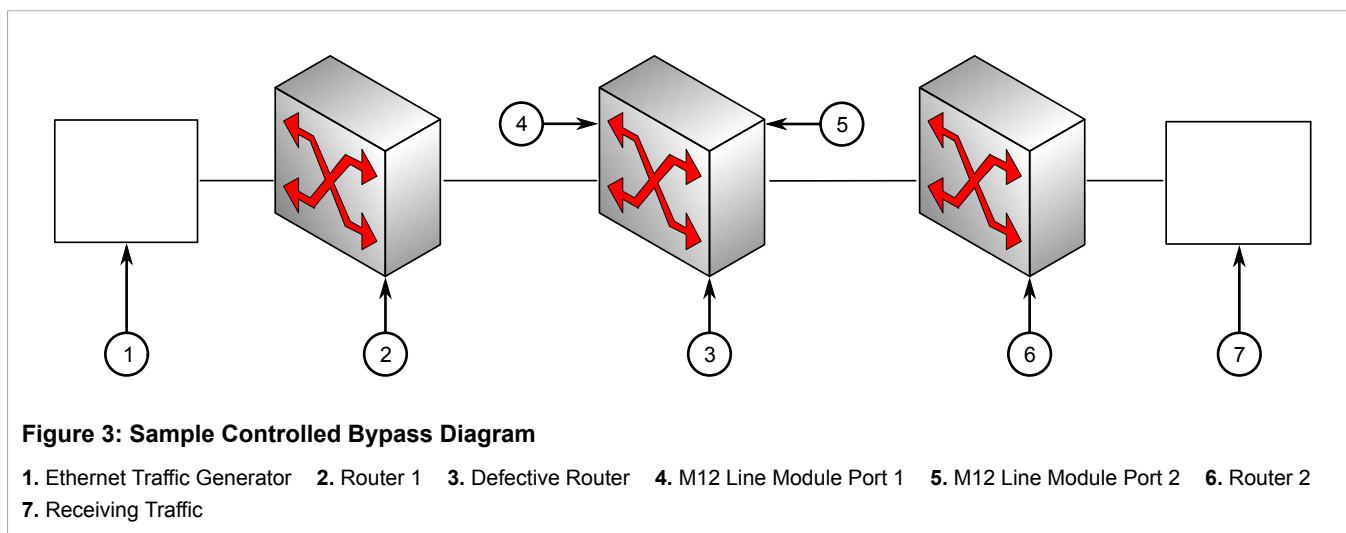 4
5
1
2
3
6
7
Figure 3: Sample Controlled Bypass Diagram
1. Ethernet Traffic Generator 2. Router 1 3. Defective Router 4. M12 Line Module Port 1 5. M12 Line Module Port 2 6. Router 2
7. Receiving Traffic